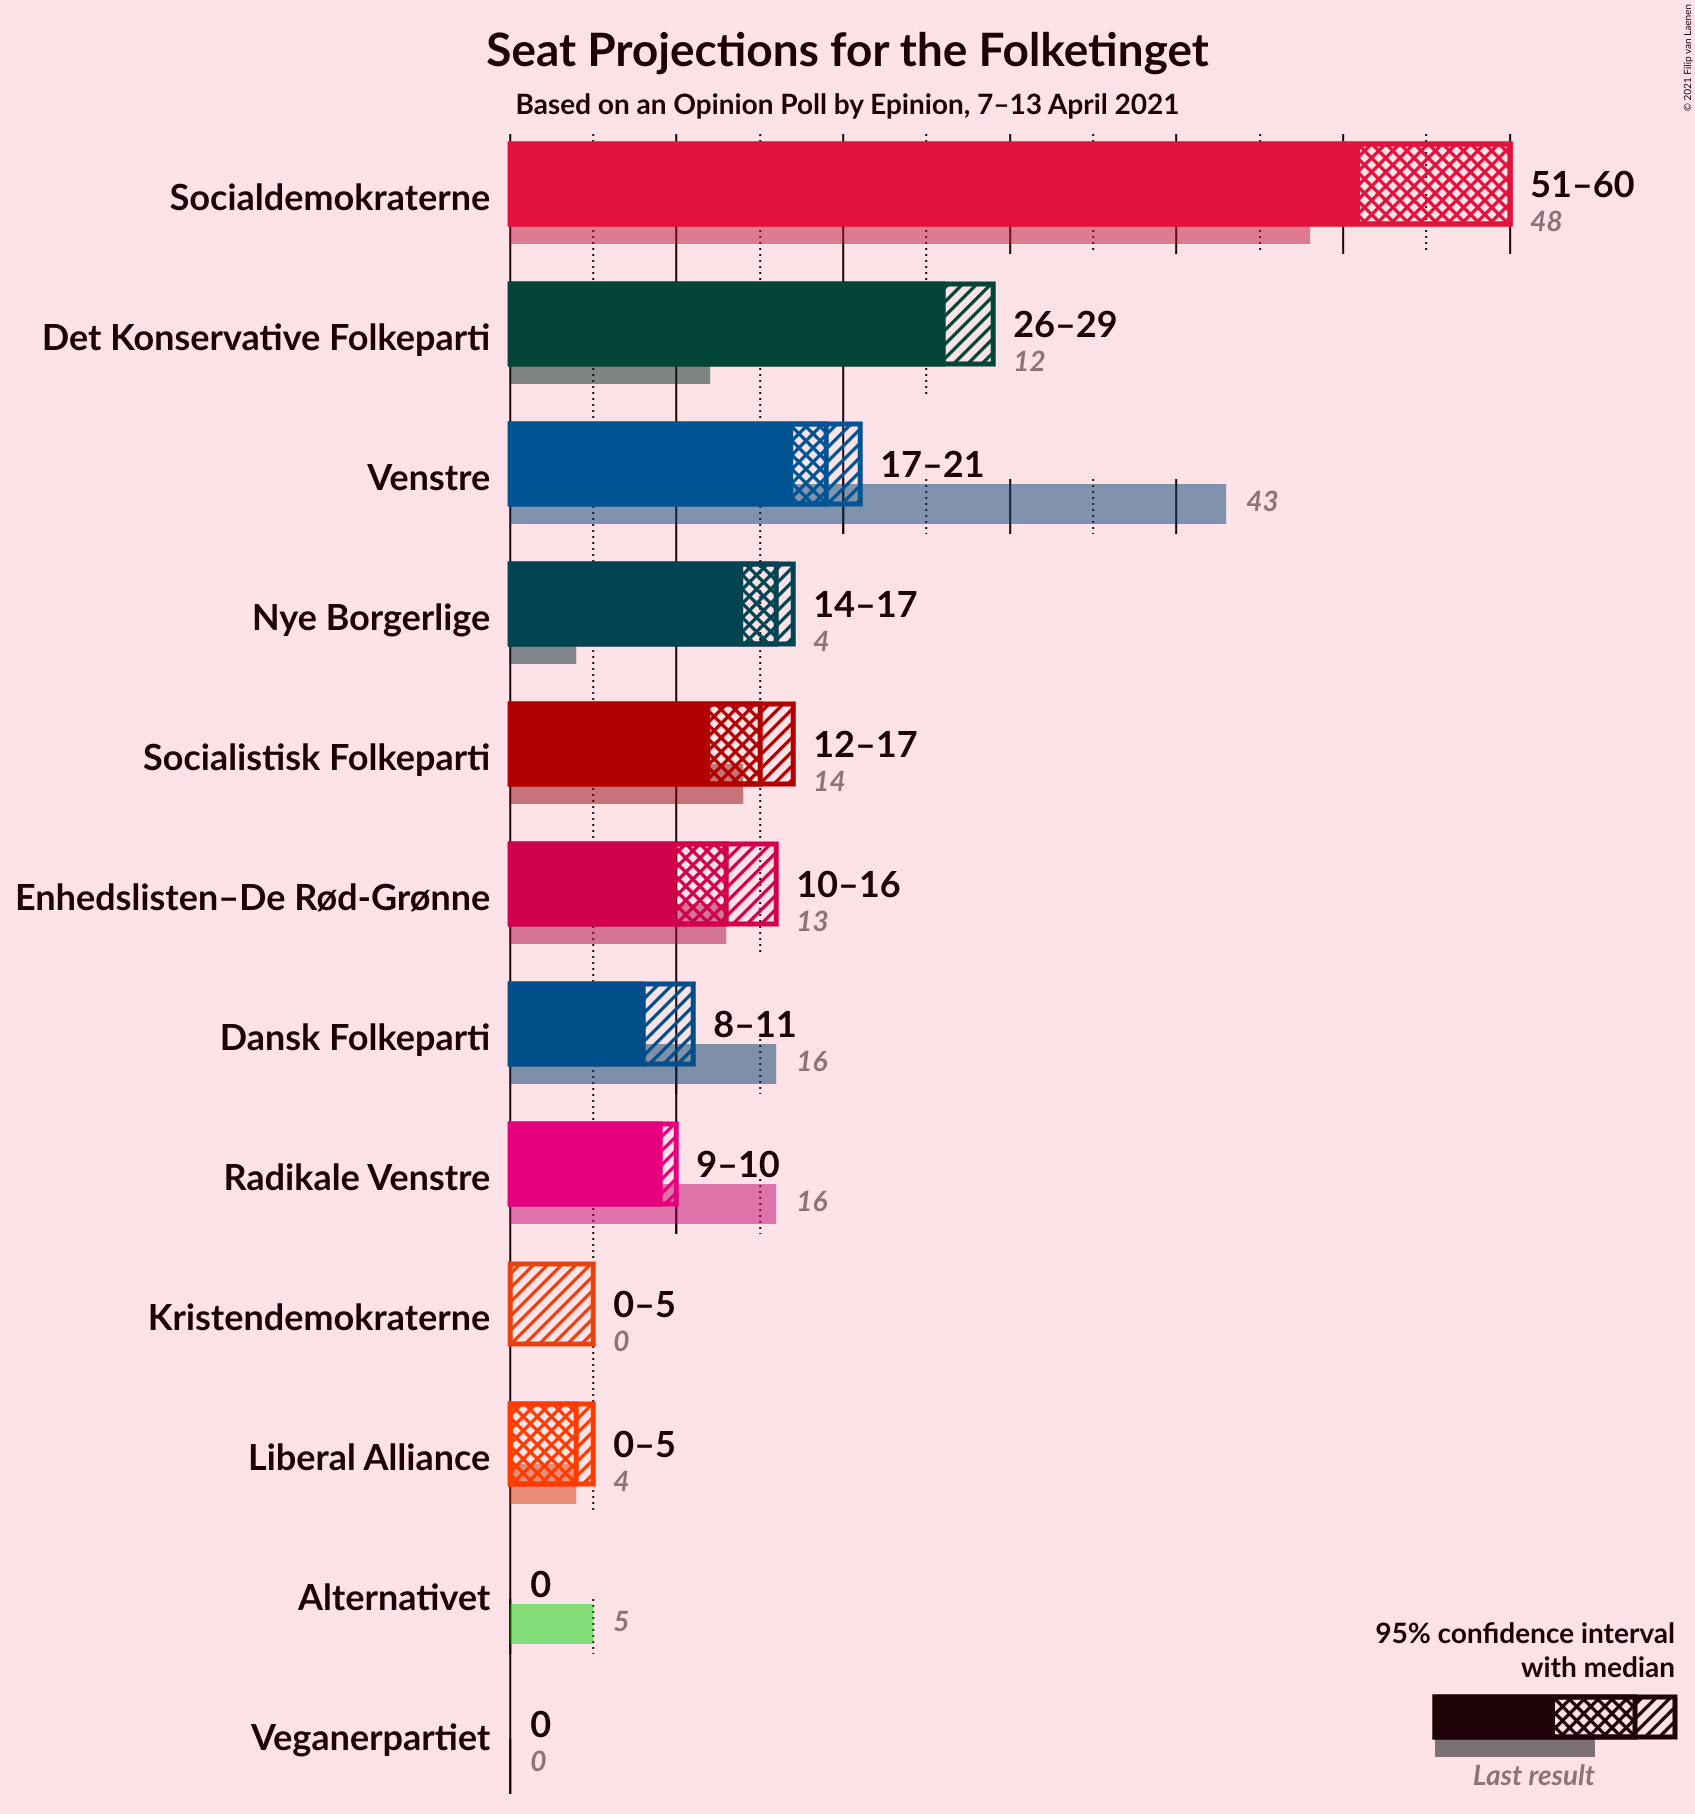 Seat Projections for the Folketinget
Based on an Opinion Poll by Epinion, 7–13 April 2021
© 2021 Filip van Laenen
Socialdemokraterne
51–60
48
Det Konservative Folkeparti
26–29
12
Venstre
17–21
43
Nye Borgerlige
14–17
4
Socialistisk Folkeparti
12–17
14
Enhedslisten–De Rød-Grønne
10–16
13
Dansk Folkeparti
8–11
16
Radikale Venstre
9–10
16
Kristendemokraterne
0–5
0
Liberal Alliance
0–5
4
Alternativet
0
5
Veganerpartiet
0
0
95% confidence interval
with median
Last result